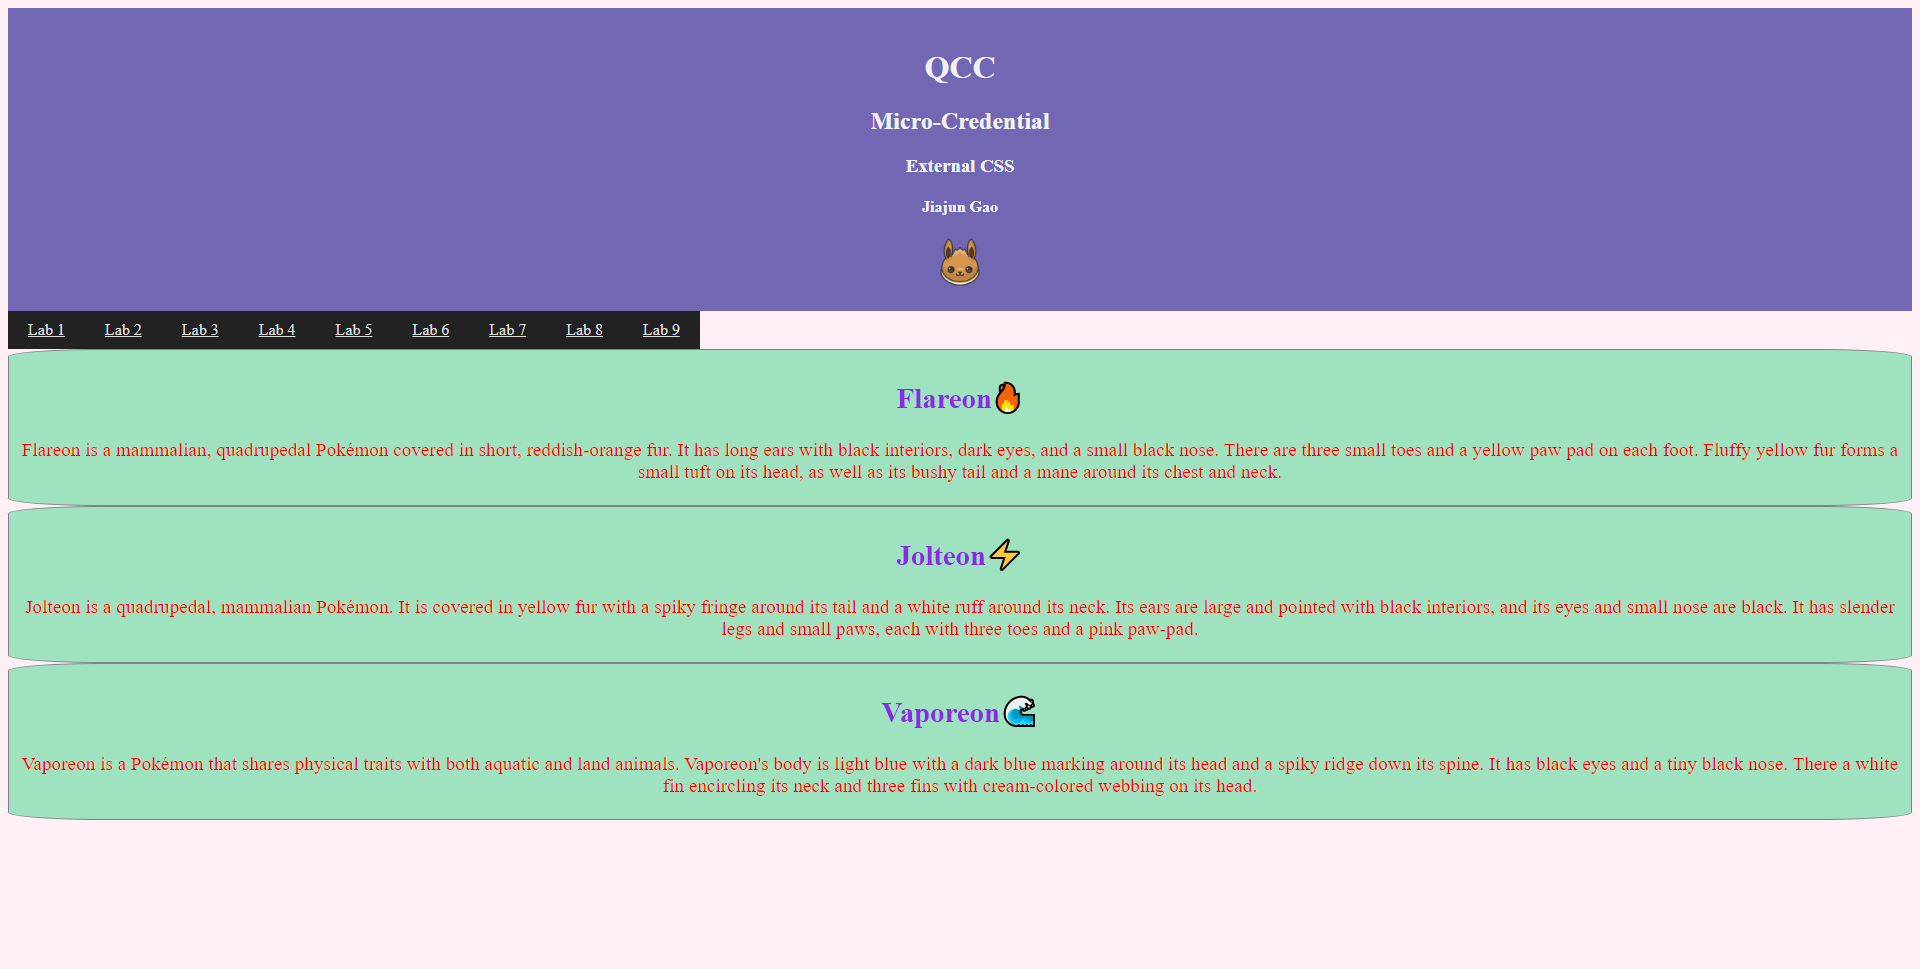 QCC
Micro-Credential
External CSS
Jiajun Gao
Lab 1 Lab 2 Lab 3 Lab 4 Lab 5 Lab 6 Lab 7 Lab 8 Lab 9
Flareon🔥
Flareon is a mammalian, quadrupedal Pokémon covered in short, reddish-orange fur. It has long ears with black interiors, dark eyes, and a small black nose. There are three small toes and a yellow paw pad on each foot. Fluffy yellow fur forms a
small tuft on its head, as well as its bushy tail and a mane around its chest and neck.
Jolteon⚡
Jolteon is a quadrupedal, mammalian Pokémon. It is covered in yellow fur with a spiky fringe around its tail and a white ruff around its neck. Its ears are large and pointed with black interiors, and its eyes and small nose are black. It has slender
legs and small paws, each with three toes and a pink paw-pad.
Vaporeon🌊
Vaporeon is a Pokémon that shares physical traits with both aquatic and land animals. Vaporeon's body is light blue with a dark blue marking around its head and a spiky ridge down its spine. It has black eyes and a tiny black nose. There a white
fin encircling its neck and three fins with cream-colored webbing on its head.